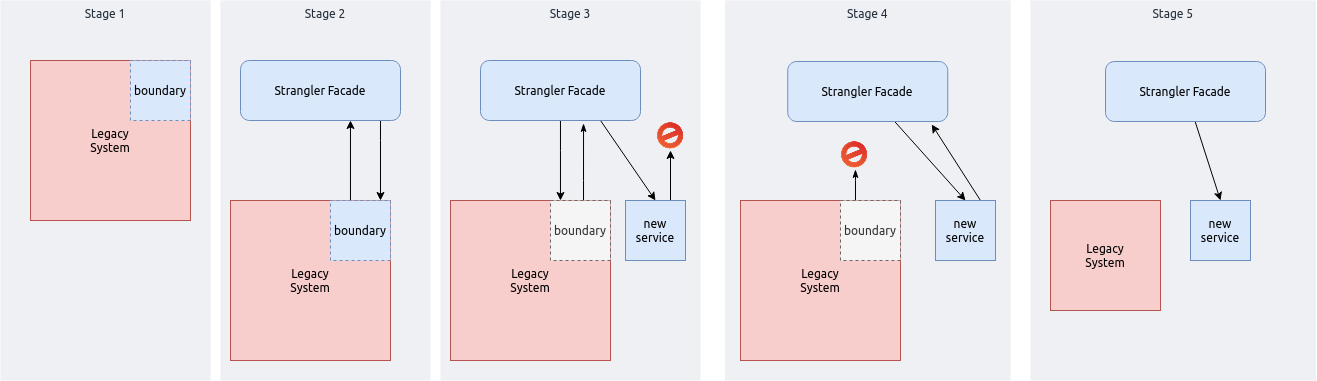 Stage 1
boundary
Legacy
System
Stage 2
Strangler Facade
boundary
Legacy
System
Stage 3
Strangler Facade
boundary
new
service
Legacy
System
Stage 4
Strangler Facade
boundary
new
service
Legacy
System
Stage 5
Strangler Facade
new
service
Legacy
System